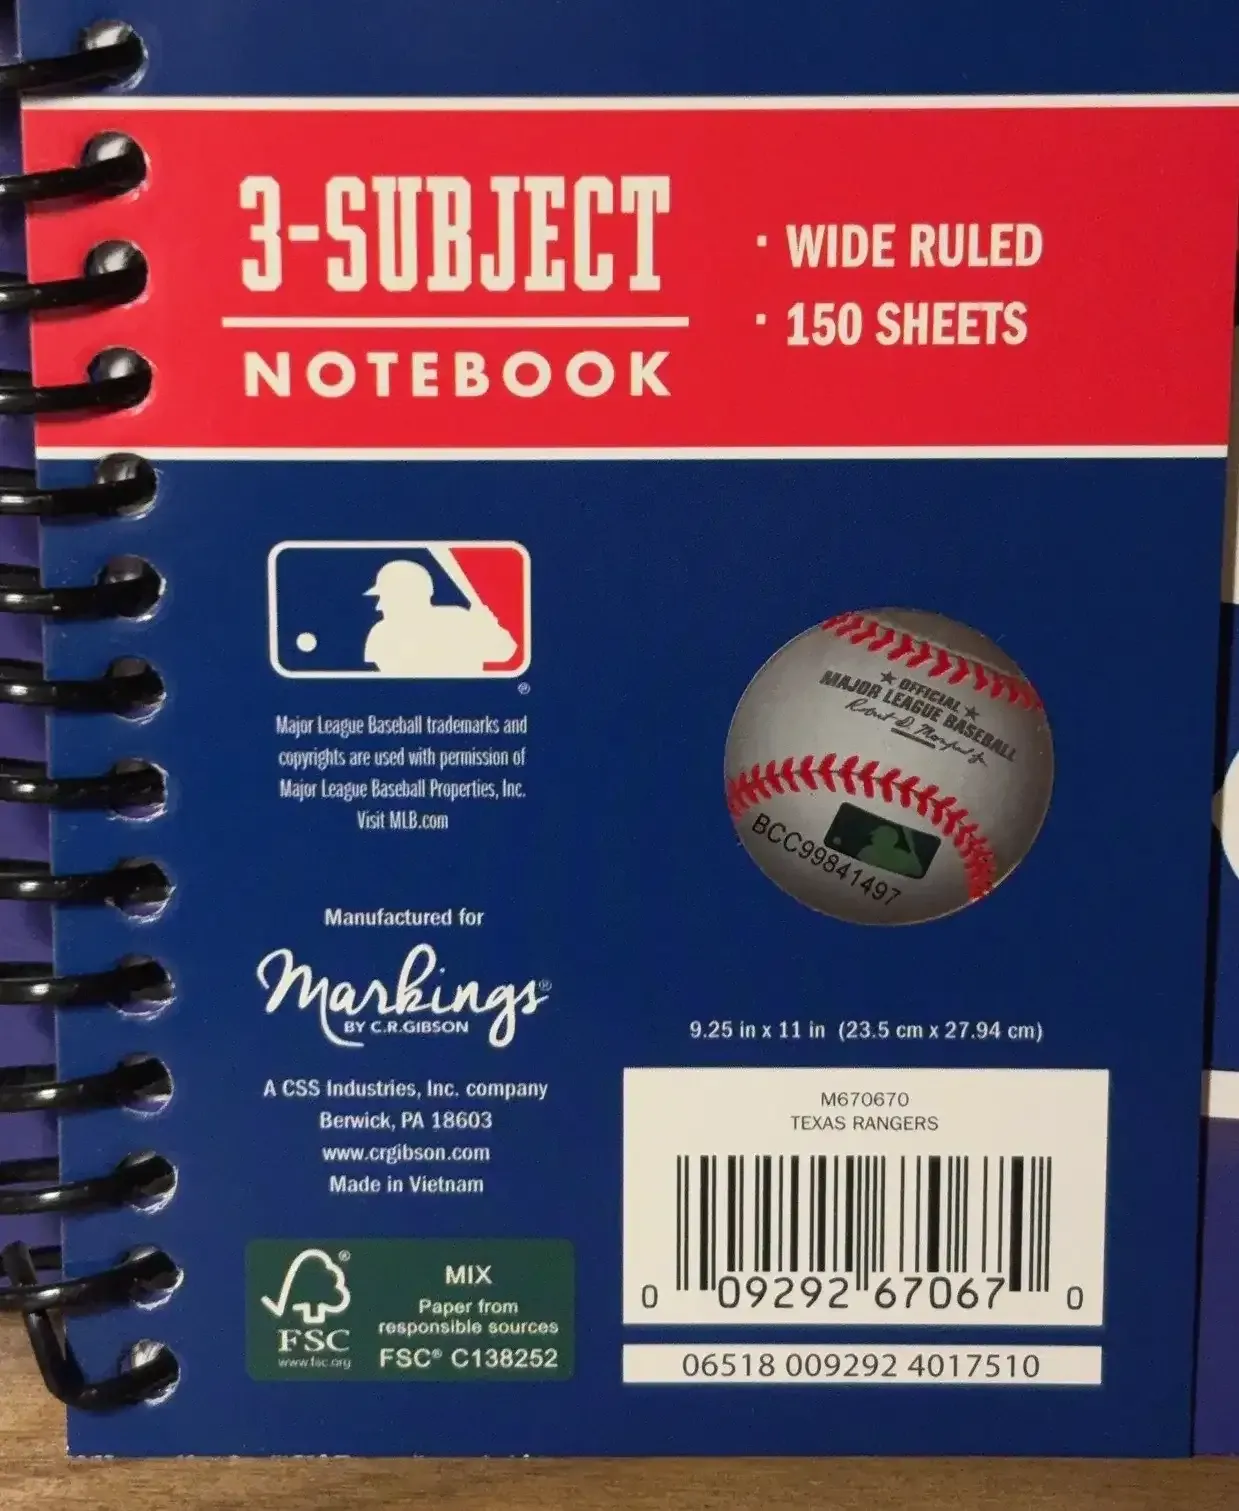 3-SUBJECT
NOTEBOOK
· WIDE RULED
· 150 SHEETS
®
Major League Baseball trademarks and
copyrights are used with permission of
Major League Baseball Properties, Inc.
Visit MLB.com
★ OFFICIAL ★
MAJOR LEAGUE BASEBALL
BCC99841497
Manufactured for
Markings®
BY C.R.GIBSON
A CSS Industries, Inc. company
Berwick, PA 18603
www.crgibson.com
Made in Vietnam
9.25 in x 11 in (23.5 cm x 27.94 cm)
M670670
TEXAS RANGERS
0 09292 67067 0
06518 009292 4017510
®
FSC
www.fsc.org
MIX
Paper from
responsible sources
FSC® C138252